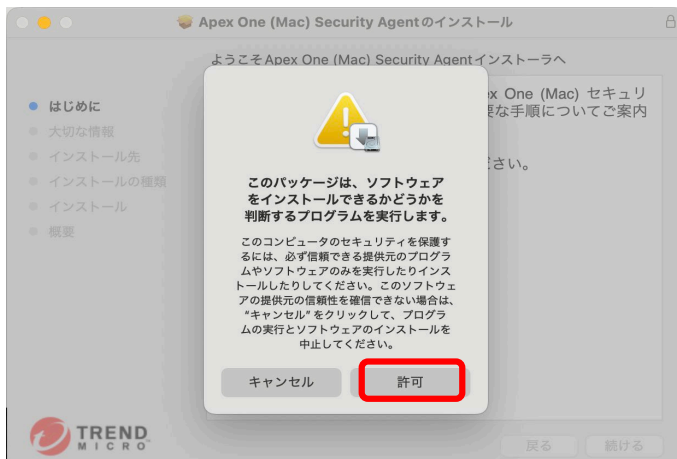 Apex One (Mac) Security Agentのインストール
ようこそApex One (Mac) Security Agentインストーラへ
はじめに
大切な情報
インストール先
インストールの種類
インストール
概要
ex One (Mac) セキュリ
要な手順についてご案内
ださい。
このパッケージは、ソフトウェア
をインストールできるかどうかを
判断するプログラムを実行します。
このコンピュータのセキュリティを保護す
るには、必ず信頼できる提供元のプログラ
ムやソフトウェアのみを実行したりインス
トールしたりしてください。このソフトウェ
アの提供元の信頼性を確信できない場合は、
“キャンセル”をクリックして、プログラ
ムの実行とソフトウェアのインストールを
中止してください。
キャンセル
許可
TREND
MICRO
戻る
続ける